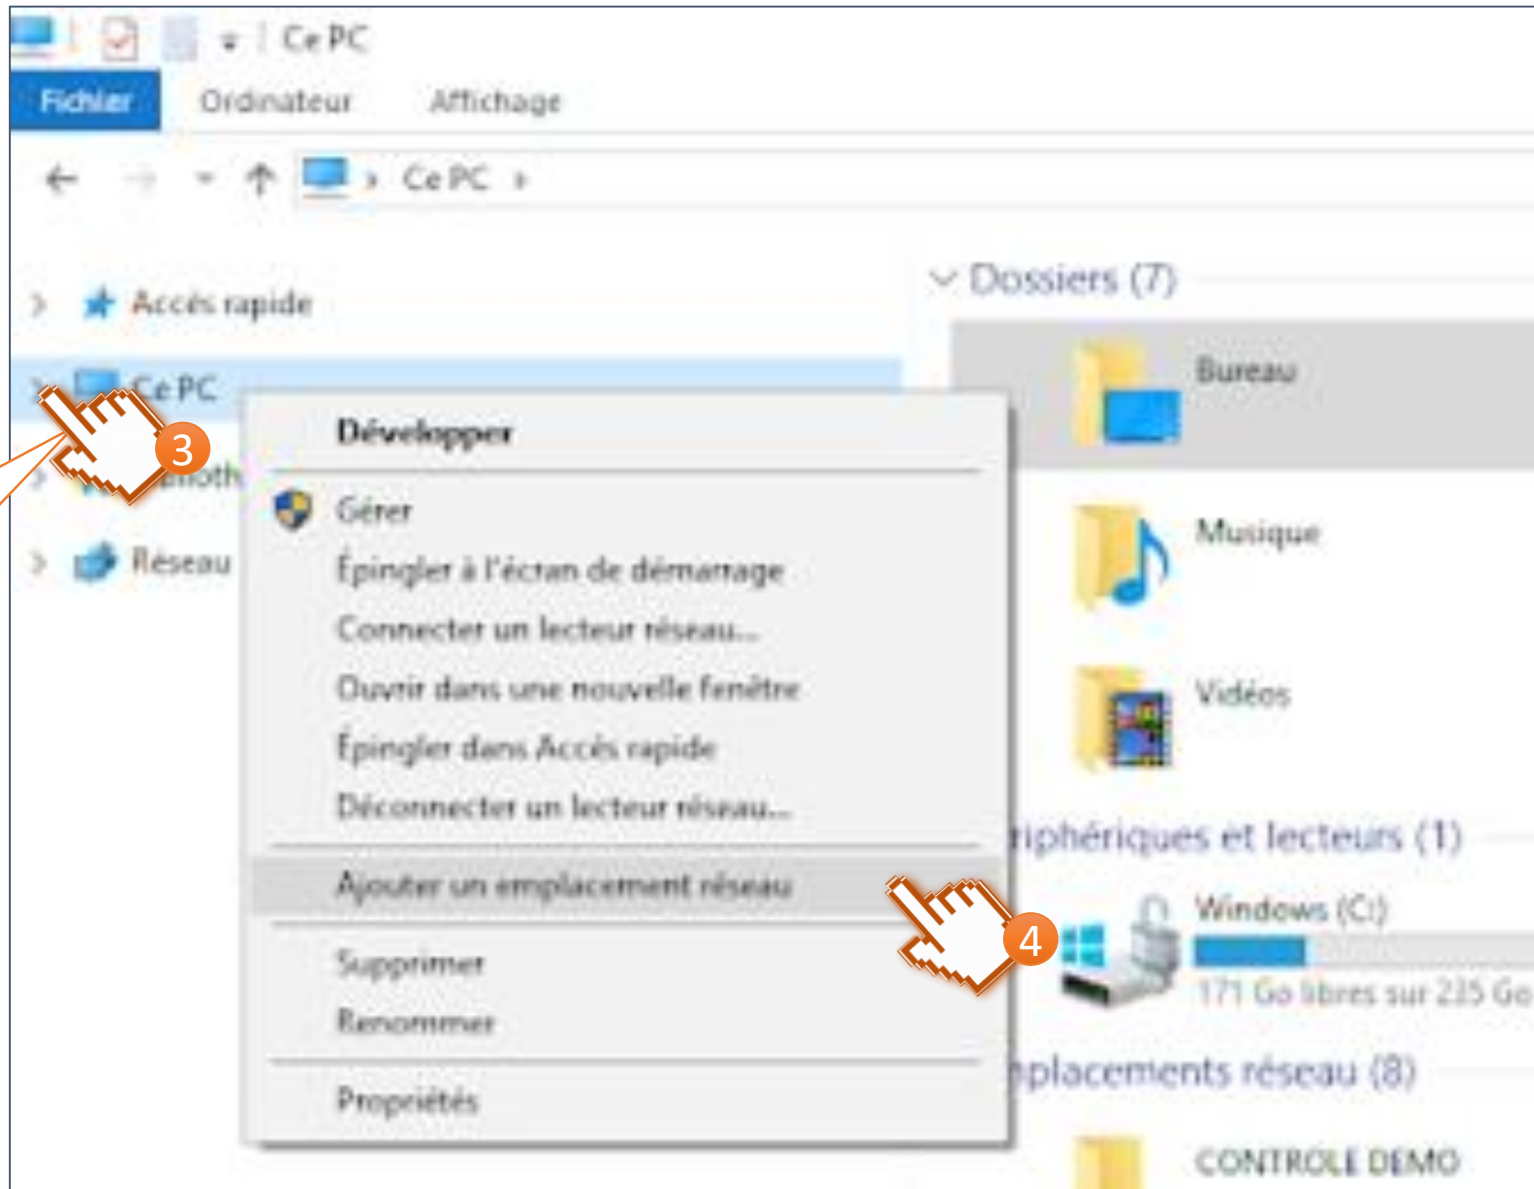 Ce PC
Fichier Ordinateur Affichage
Ce PC
Accès rapide
Ce PC
3
Réseau
Développer
Gérer
Épingler à l'écran de démarrage
Connecter un lecteur réseau...
Ouvrir dans une nouvelle fenêtre
Épingler dans Accès rapide
Déconnecter un lecteur réseau...
Ajouter un emplacement réseau
4
Supprimer
Renommer
Propriétés
Dossiers (7)
Bureau
Musique
Vidéos
riphériques et lecteurs (1)
Windows (C:)
171 Go libres sur 235 Go
placements réseau (8)
CONTROLE DEMO